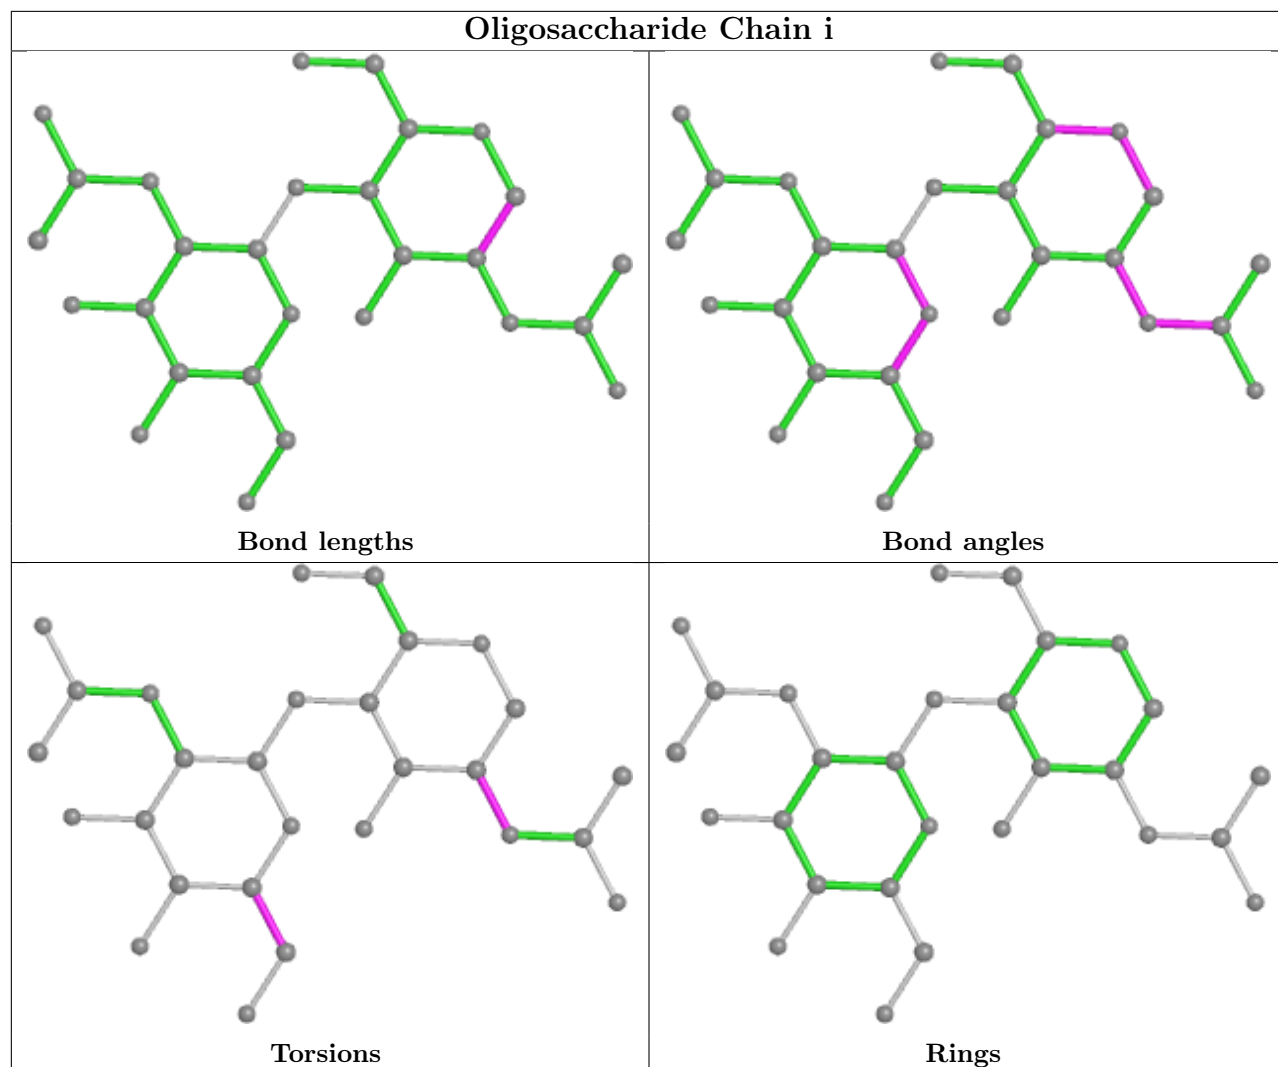 Oligosaccharide Chain i
Bond lengths
Bond angles
Torsions
Rings